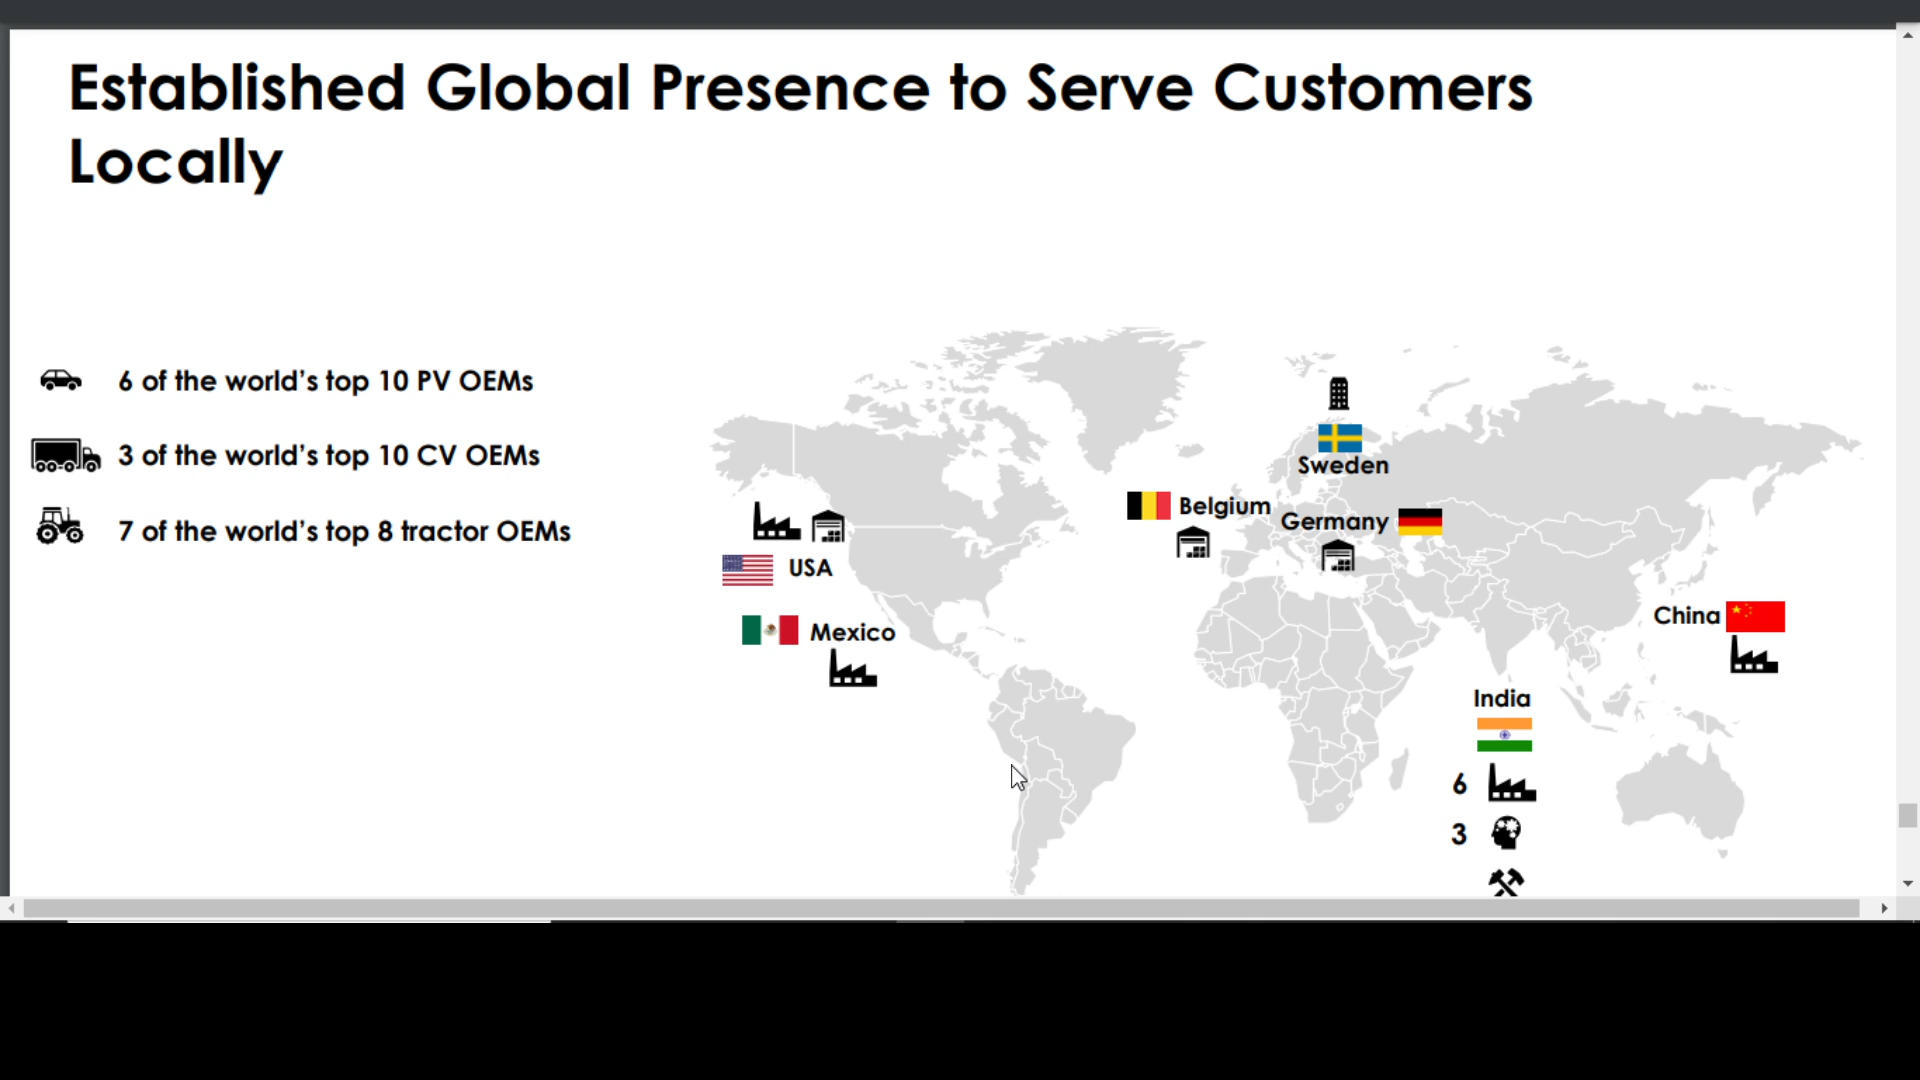 Established Global Presence to Serve Customers
Locally
6 of the world's top 10 PV OEMs
3 of the world's top 10 CV OEMs
7 of the world's top 8 tractor OEMs
Sweden
Belgium
Germany
USA
Mexico
China
India
6
3